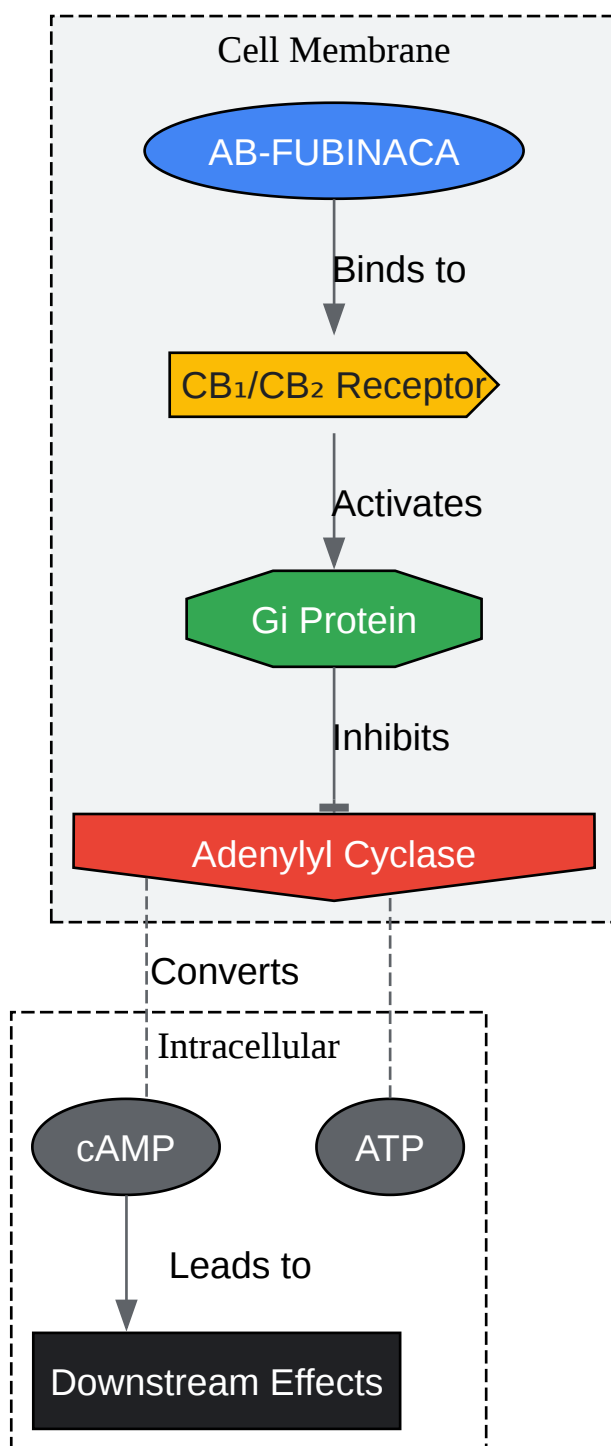 Cell Membrane
AB-FUBINACA
Binds to
CB₁/CB₂ Receptor
Activates
Gi Protein
Inhibits
Adenylyl Cyclase
Converts
Intracellular
cAMP
ATP
Leads to
Downstream Effects